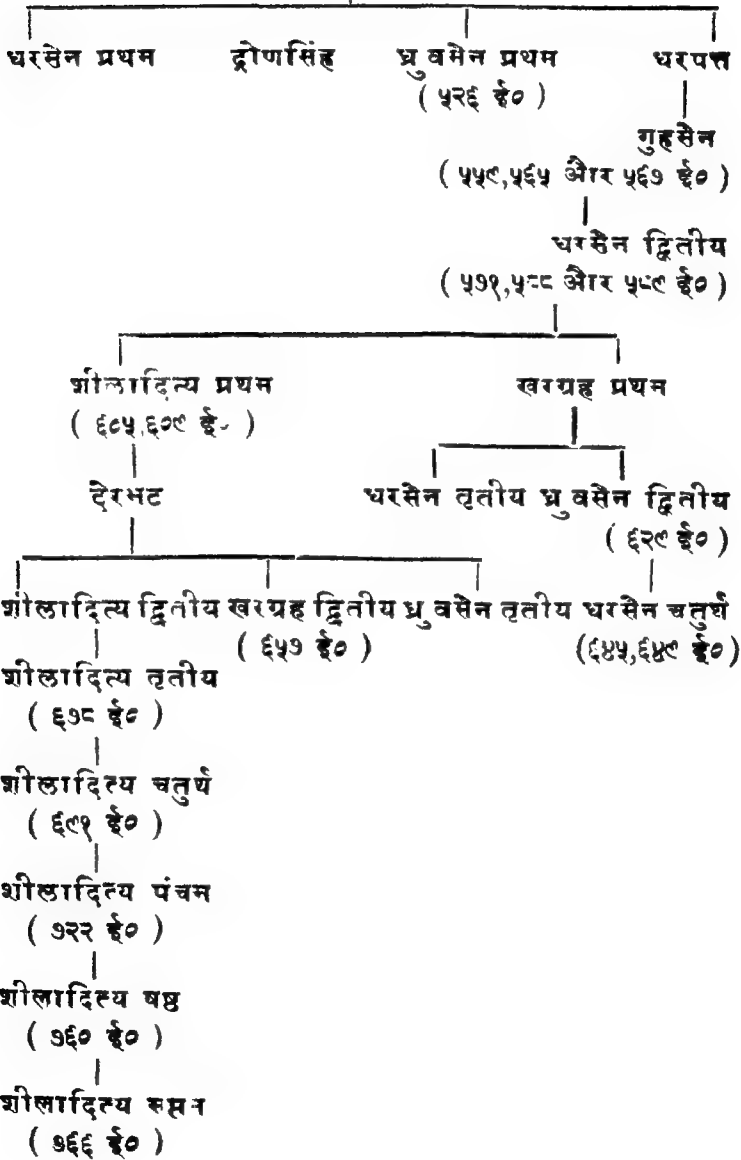 धरसेन प्रथम द्रोणसिंह ध्रुवसेन प्रथम धरपत्त
( ५२६ ई० )
गुहसेन
( ५५९,५६५ और ५६७ ई० )
धरसेन द्वितीय
( ५७१,५८८ और ५८९ ई० )
शीलादित्य प्रथम खरग्रह प्रथम
( ६०५,६०९ ई० )
देरभट धरसेन तृतीय ध्रुवसेन द्वितीय
( ६२९ ई० )
शीलादित्य द्वितीय खरग्रह द्वितीय ध्रुवसेन तृतीय धरसेन चतुर्थ
( ६५७ ई० ) (६४५,६४९ ई०)
शीलादित्य तृतीय
( ६७८ ई० )
शीलादित्य चतुर्थ
( ६९१ ई० )
शीलादित्य पंचम
( ७२२ ई० )
शीलादित्य षष्ठ
( ७६० ई० )
शीलादित्य सप्तम
( ७६६ ई० )